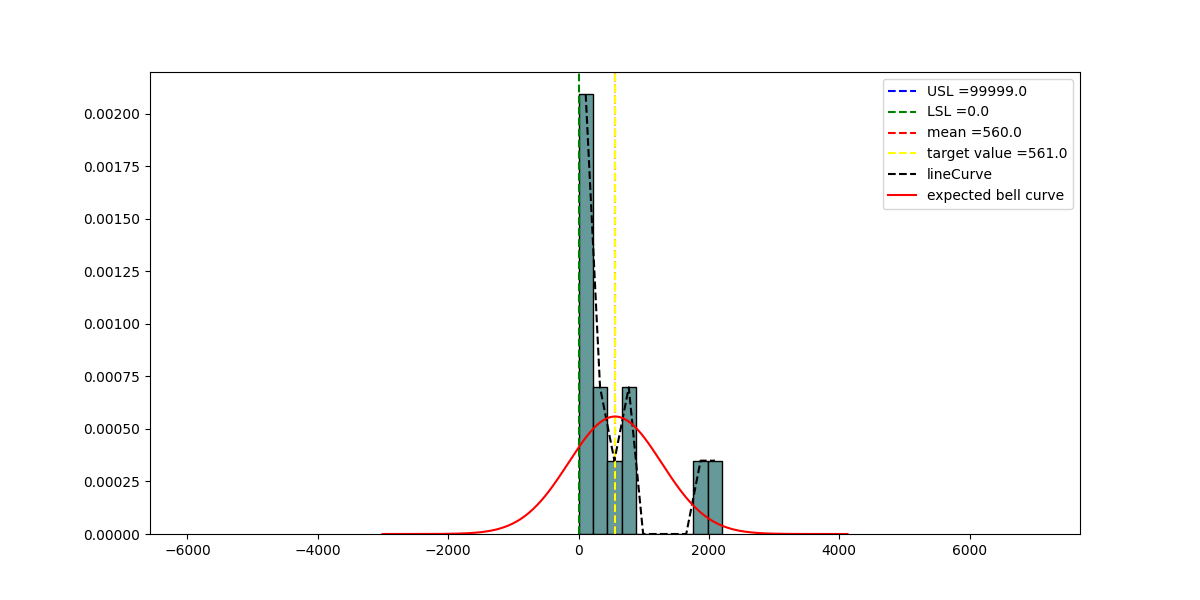 USL =99999.0
LSL =0.0
mean =560.0
target value =561.0
lineCurve
expected bell curve
0.00200
0.00175
0.00150
0.00125
0.00100
0.00075
0.00050
0.00025
0.00000
−6000 −4000 −2000 0 2000 4000 6000